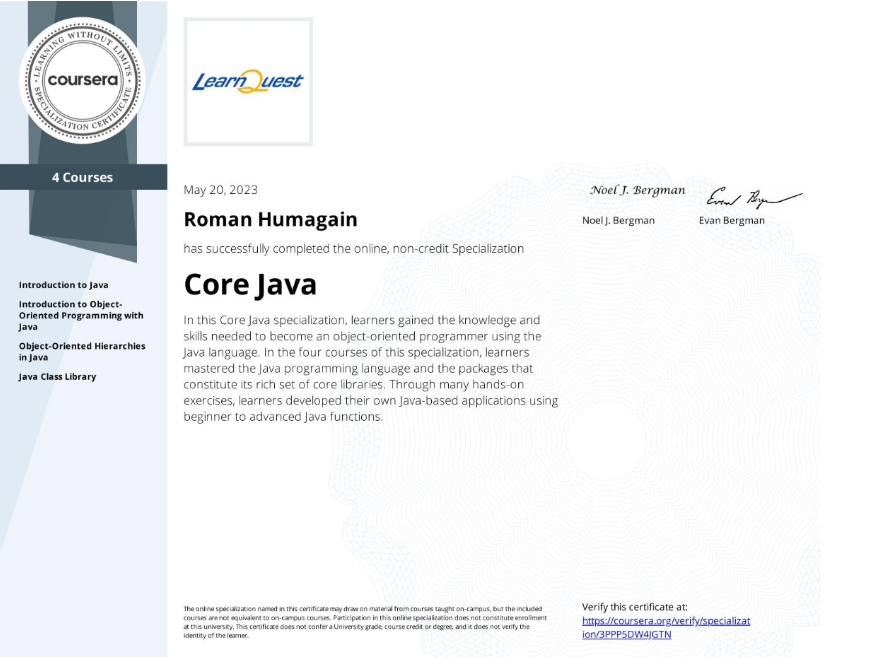 LEARNING WITHOUT LIMITS
coursera
SPECIALIZATION CERTIFICATE
LearnQuest
4 Courses
Introduction to Java
Introduction to Object-
Oriented Programming with
Java
Object-Oriented Hierarchies
in Java
Java Class Library
May 20, 2023
Roman Humagain
has successfully completed the online, non-credit Specialization
Core Java
In this Core Java specialization, learners gained the knowledge and
skills needed to become an object-oriented programmer using the
Java language. In the four courses of this specialization, learners
mastered the Java programming language and the packages that
constitute its rich set of core libraries. Through many hands-on
exercises, learners developed their own Java-based applications using
beginner to advanced Java functions.
Noel J. Bergman
Noel J. Bergman
Evan Bergman
The online specialization named in this certificate may draw on material from courses taught on-campus, but the included
courses are not equivalent to on-campus courses. Participation in this online specialization does not constitute enrollment
at this university. This certificate does not confer a University grade, course credit or degree, and it does not verify the
identity of the learner.
Verify this certificate at:
https://coursera.org/verify/specializat
ion/3PPP5DW4JGTN